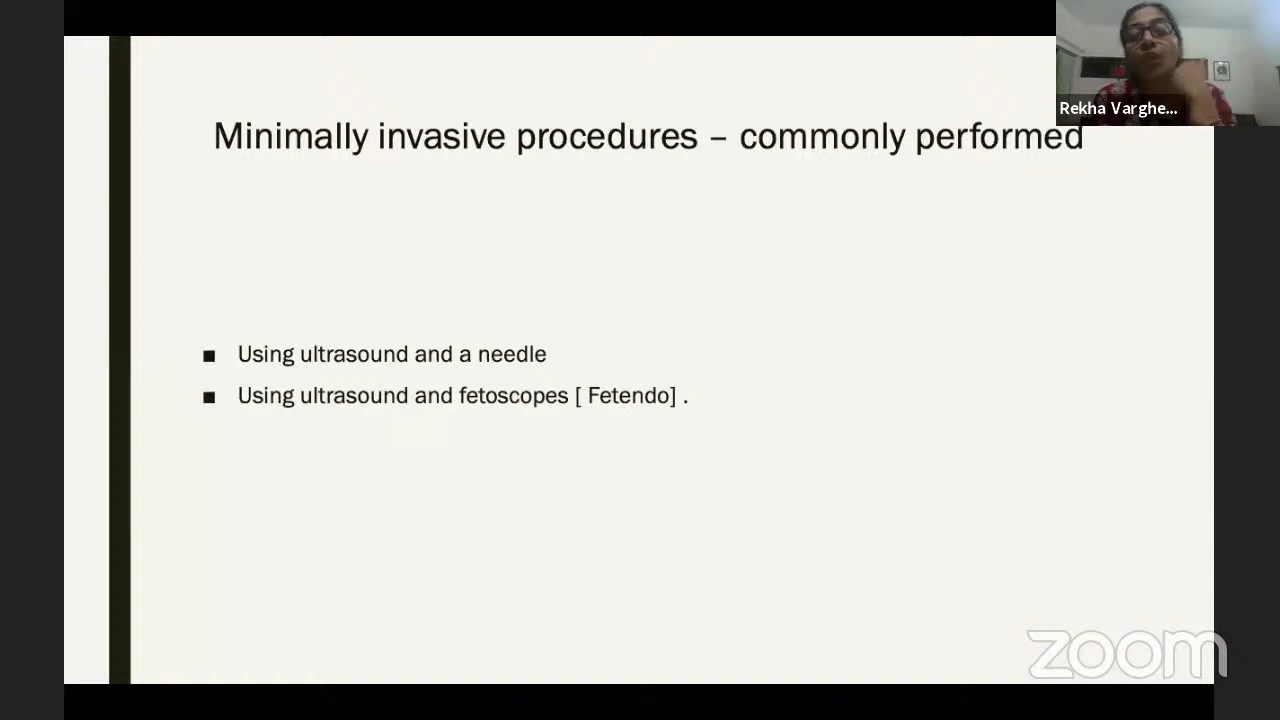 Rekha Varghe...
Minimally invasive procedures – commonly performed
■ Using ultrasound and a needle
■ Using ultrasound and fetoscopes [ Fetendo] .
zoom